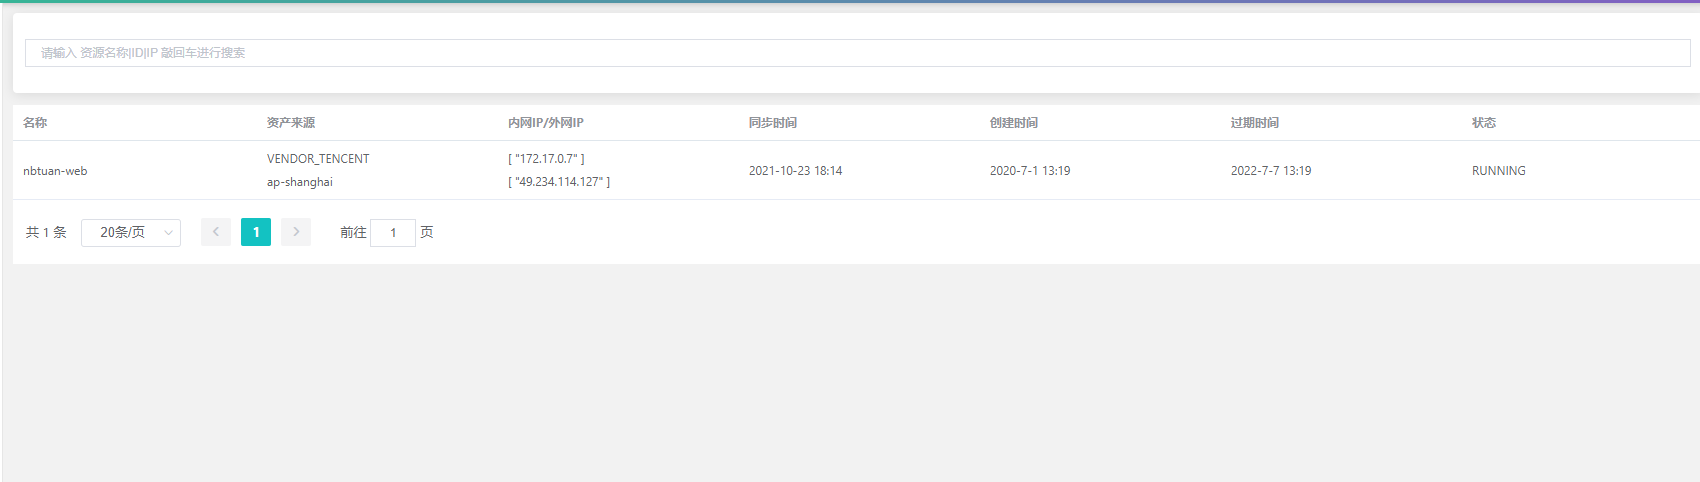 请输入 资源名称|ID|IP 敲回车进行搜索
名称 资产来源 内网IP/外网IP 同步时间 创建时间 过期时间 状态
nbtuan-web VENDOR_TENCENT [ "172.17.0.7" ] 2021-10-23 18:14 2020-7-1 13:19 2022-7-7 13:19 RUNNING
ap-shanghai [ "49.234.114.127" ]
共 1 条 20条/页 1 前往 1 页